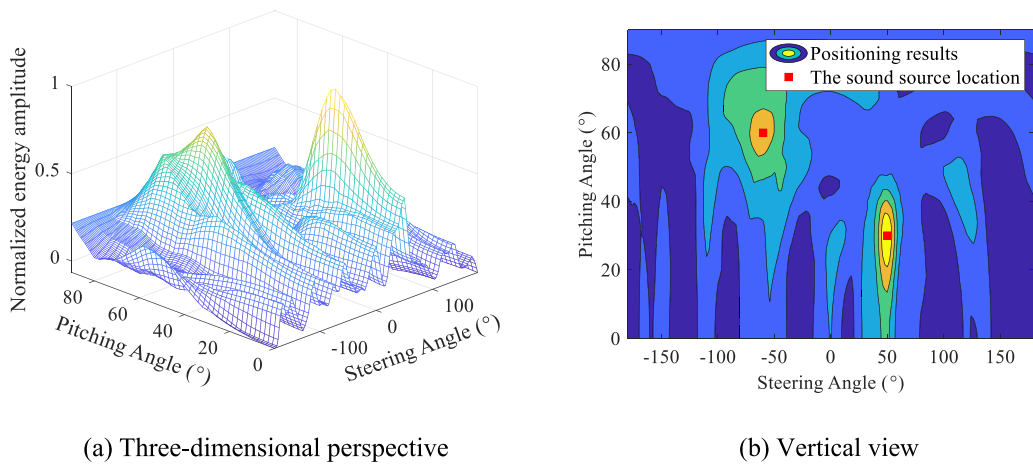 Normalized energy amplitude
1
0.5
0
80
60
40
20
0
Pitching Angle (°)
-100
0
100
Steering Angle (°)
(a) Three-dimensional perspective
Positioning results
The sound source location
Pitching Angle (°)
80
60
40
20
0
-150
-100
-50
0
50
100
150
Steering Angle (°)
(b) Vertical view